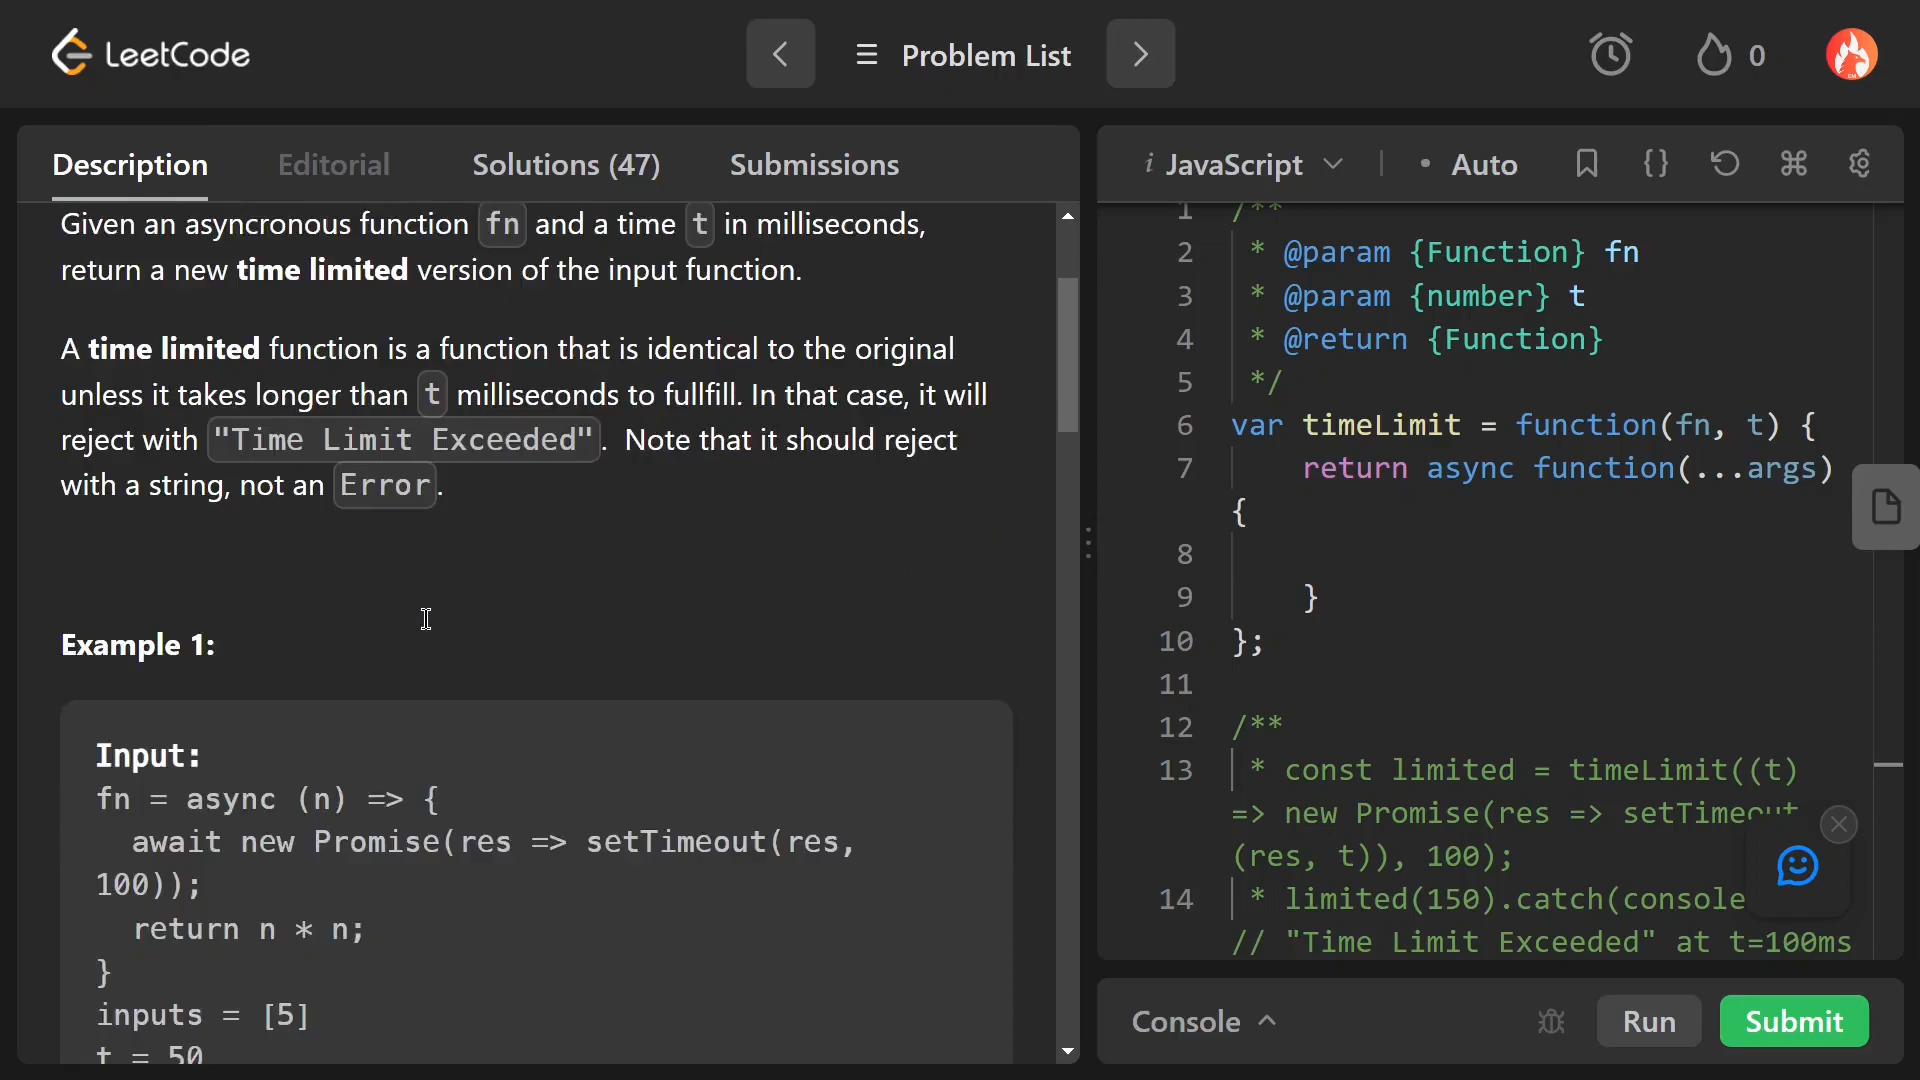 LeetCode
Problem List
0
Description Editorial Solutions (47) Submissions
Given an asyncronous function fn and a time t in milliseconds,
return a new time limited version of the input function.
A time limited function is a function that is identical to the original
unless it takes longer than t milliseconds to fullfill. In that case, it will
reject with "Time Limit Exceeded". Note that it should reject
with a string, not an Error.
Example 1:
Input:
fn = async (n) => {
await new Promise(res => setTimeout(res,
100));
return n * n;
}
inputs = [5]
t = 50
i JavaScript • Auto
1 /**
2 * @param {Function} fn
3 * @param {number} t
4 * @return {Function}
5 */
6 var timeLimit = function(fn, t) {
7 return async function(...args)
{
8
9 }
10 };
11
12 /**
13 * const limited = timeLimit((t)
=> new Promise(res => setTimeout
(res, t)), 100);
14 * limited(150).catch(console
// "Time Limit Exceeded" at t=100ms
Console Run Submit